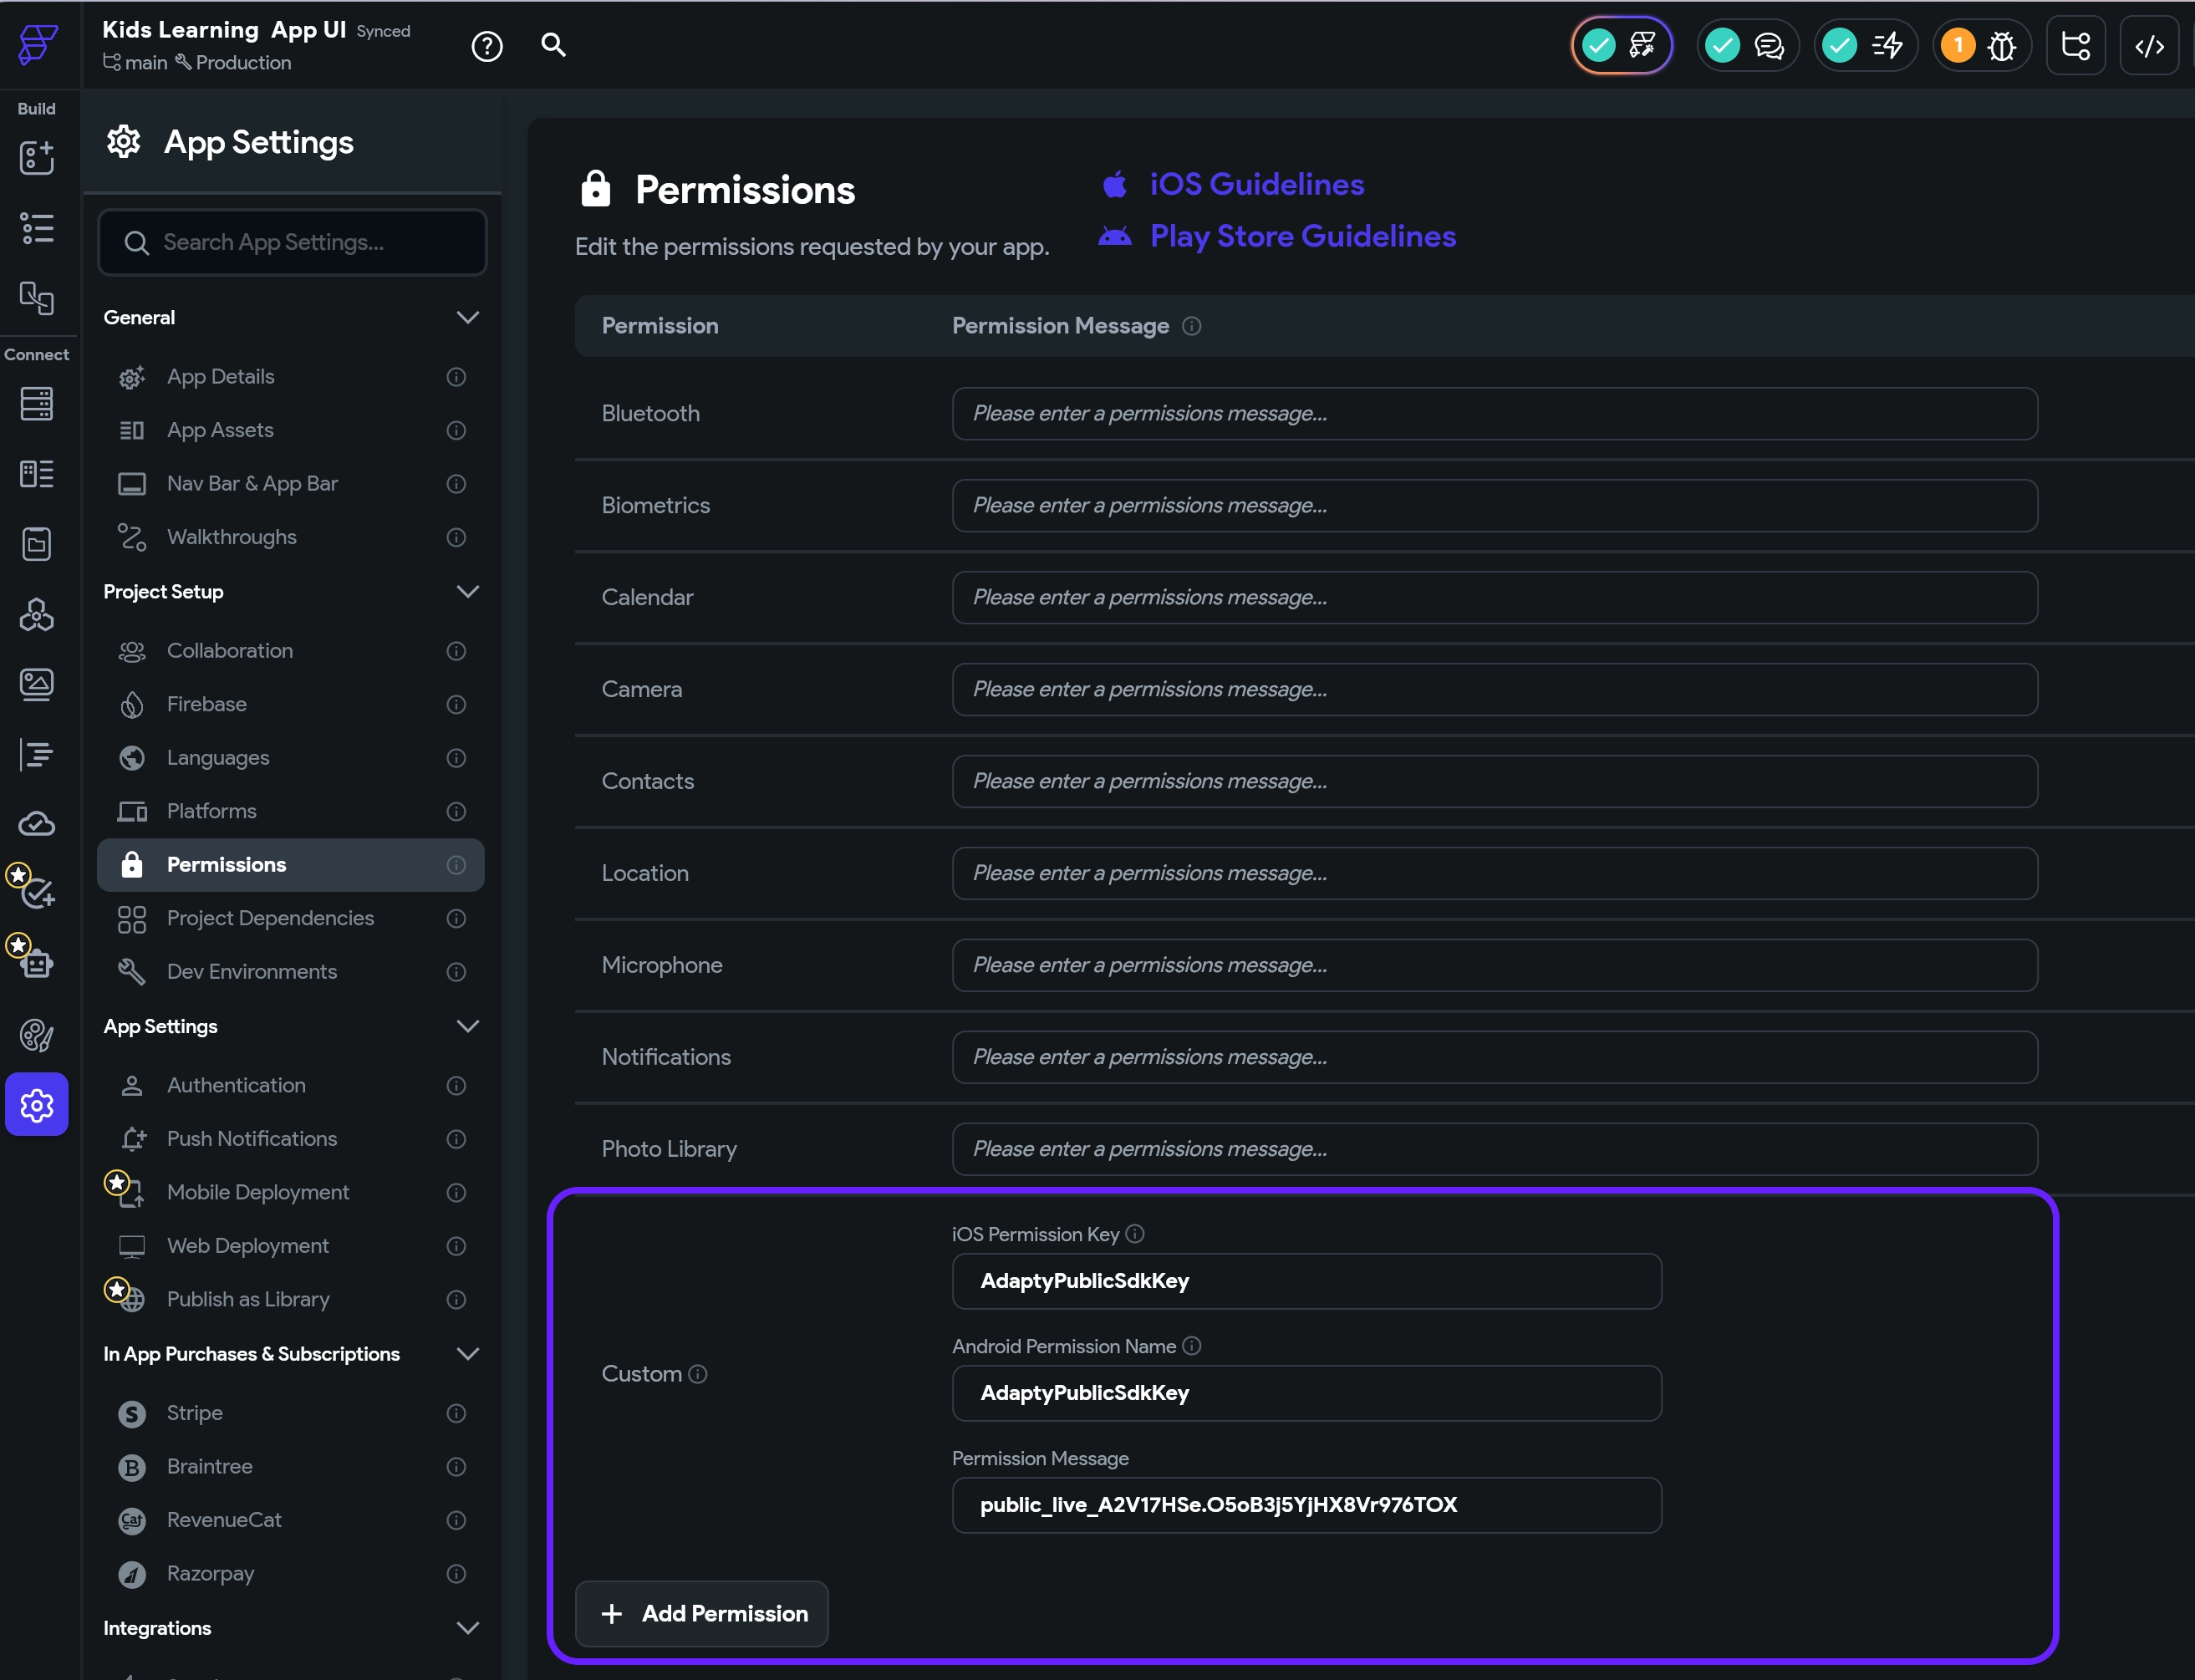 Kids Learning App UI Synced
main Production
1
Build
Connect
App Settings
Search App Settings...
General
App Details
App Assets
Nav Bar & App Bar
Walkthroughs
Project Setup
Collaboration
Firebase
Languages
Platforms
Permissions
Project Dependencies
Dev Environments
App Settings
Authentication
Push Notifications
Mobile Deployment
Web Deployment
Publish as Library
In App Purchases & Subscriptions
Stripe
Braintree
RevenueCat
Razorpay
Integrations
Permissions
Edit the permissions requested by your app.
iOS Guidelines
Play Store Guidelines
Permission Permission Message
Bluetooth Please enter a permissions message...
Biometrics Please enter a permissions message...
Calendar Please enter a permissions message...
Camera Please enter a permissions message...
Contacts Please enter a permissions message...
Location Please enter a permissions message...
Microphone Please enter a permissions message...
Notifications Please enter a permissions message...
Photo Library Please enter a permissions message...
Custom
iOS Permission Key
AdaptyPublicSdkKey
Android Permission Name
AdaptyPublicSdkKey
Permission Message
public_live_A2V17HSe.O5oB3j5YjHX8Vr976TOX
+ Add Permission